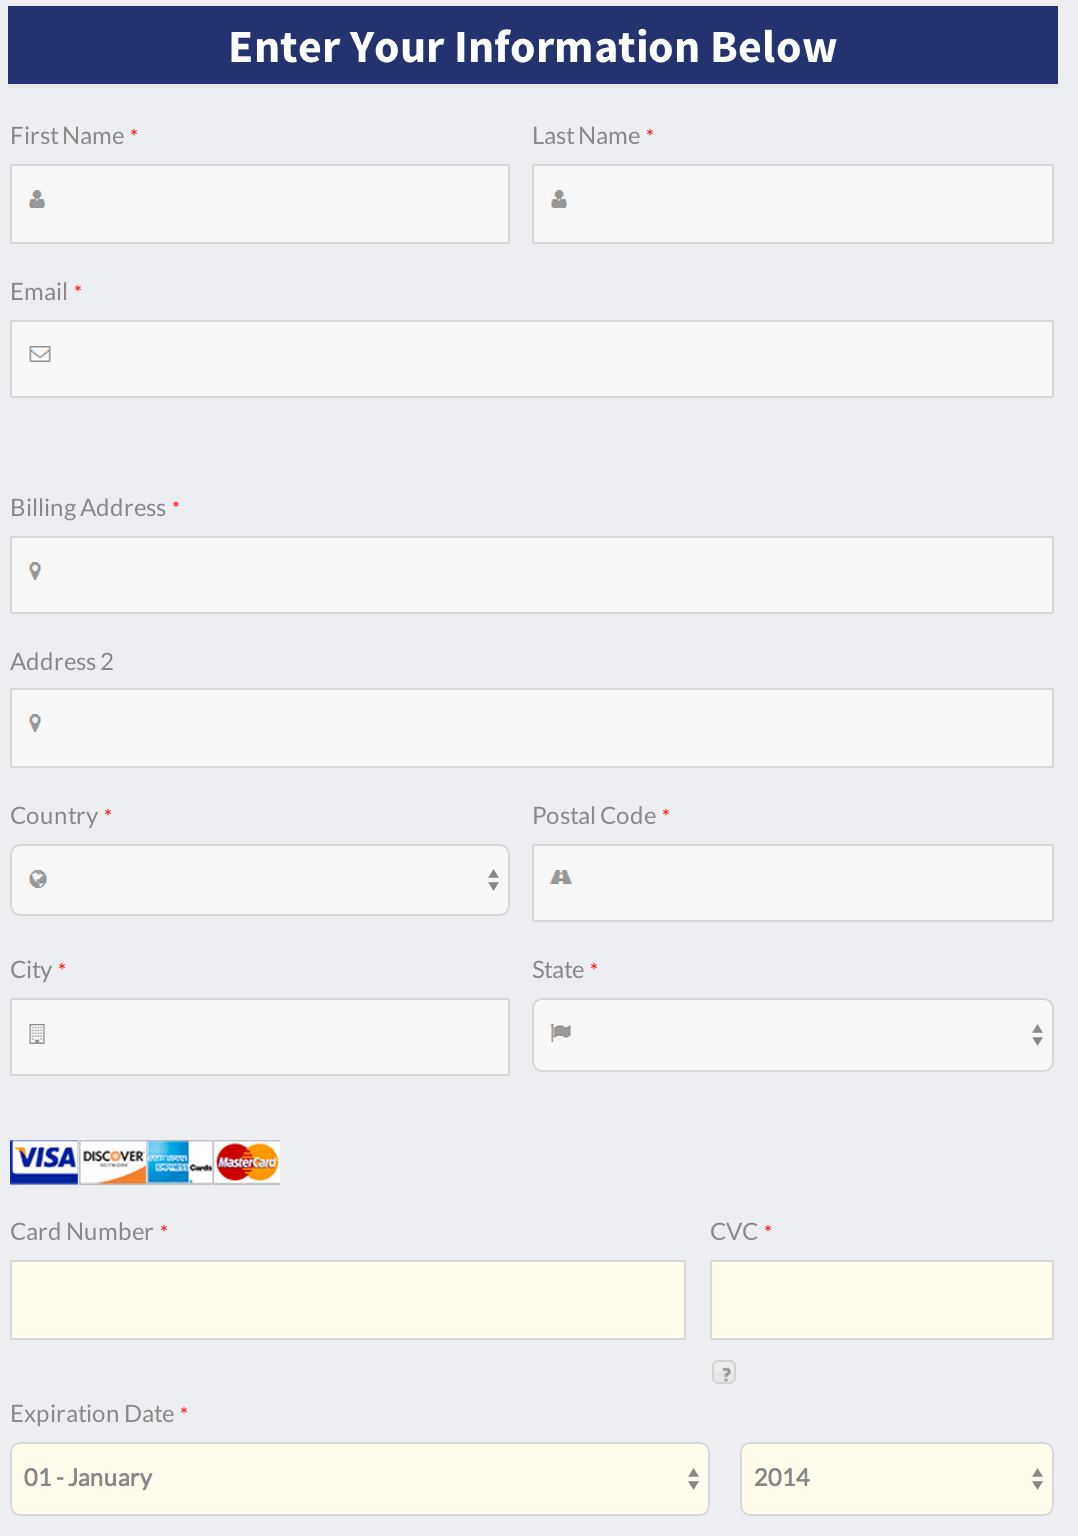 Enter Your Information Below
First Name * Last Name *
Email *
Billing Address *
Address 2
Country * Postal Code *
City * State *
VISA DISCOVER NETWORK AMERICAN EXPRESS Cards MasterCard
Card Number * CVC *
?
Expiration Date *
01 - January 2014